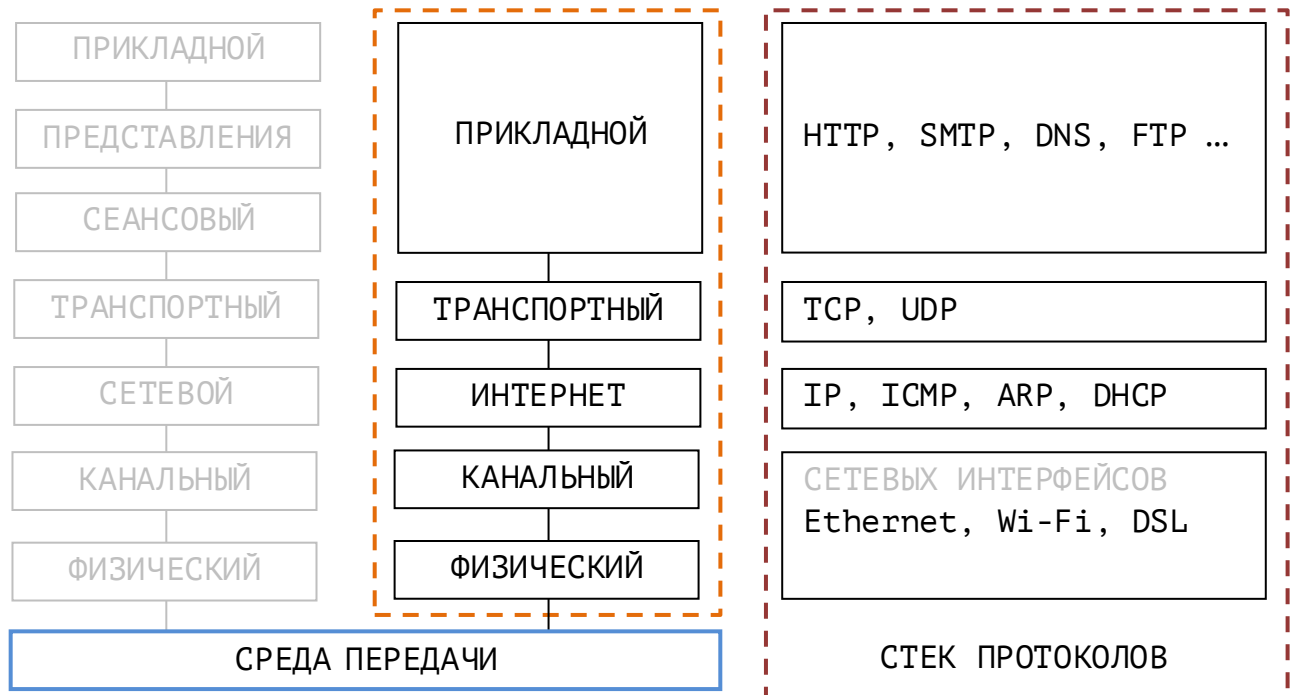 ПРИКЛАДНОЙ
ПРЕДСТАВЛЕНИЯ
СЕАНСОВЫЙ
ТРАНСПОРТНЫЙ
СЕТЕВОЙ
КАНАЛЬНЫЙ
ФИЗИЧЕСКИЙ
ПРИКЛАДНОЙ
ТРАНСПОРТНЫЙ
ИНТЕРНЕТ
КАНАЛЬНЫЙ
ФИЗИЧЕСКИЙ
СРЕДА ПЕРЕДАЧИ
HTTP, SMTP, DNS, FTP …
TCP, UDP
IP, ICMP, ARP, DHCP
СЕТЕВЫХ ИНТЕРФЕЙСОВ
Ethernet, Wi-Fi, DSL
СТЕК ПРОТОКОЛОВ